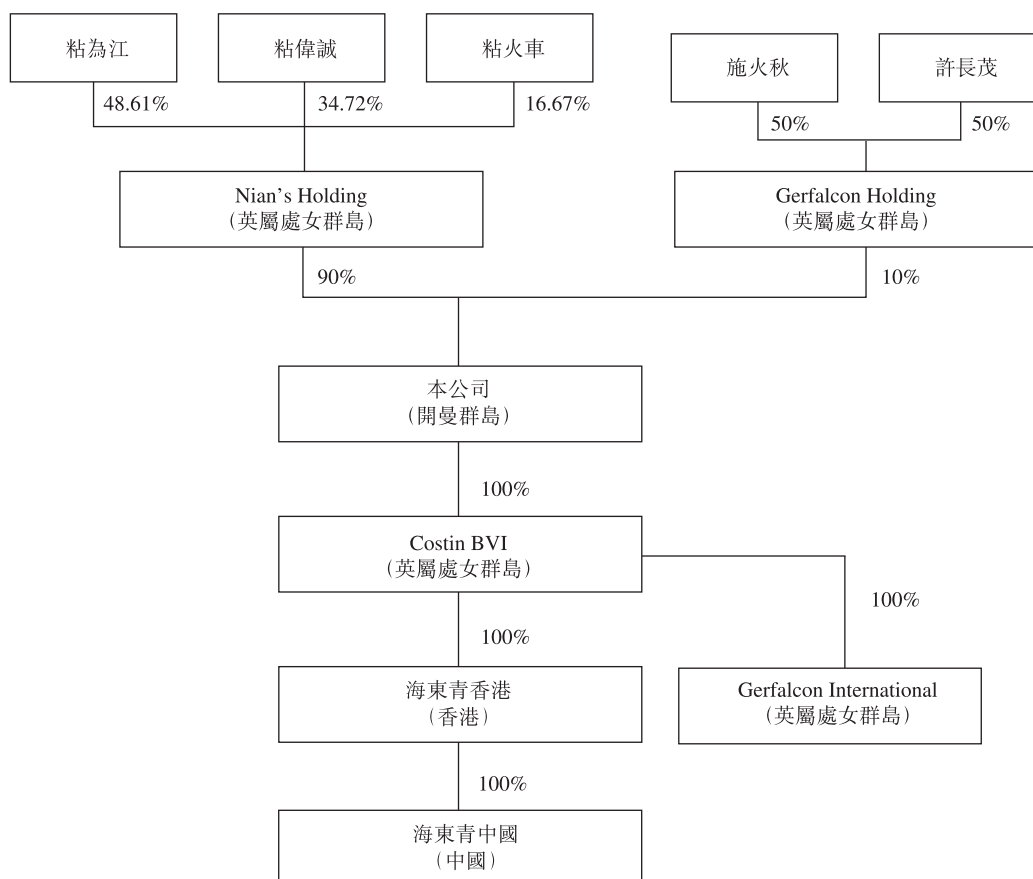 粘為江
粘偉誠
粘火車
施火秋
許長茂
48.61%
34.72%
16.67%
50%
50%
Nian's Holding
（英屬處女群島）
Gerfalcon Holding
（英屬處女群島）
90%
10%
本公司
（開曼群島）
100%
Costin BVI
（英屬處女群島）
100%
100%
海東青香港
（香港）
Gerfalcon International
（英屬處女群島）
100%
海東青中國
（中國）